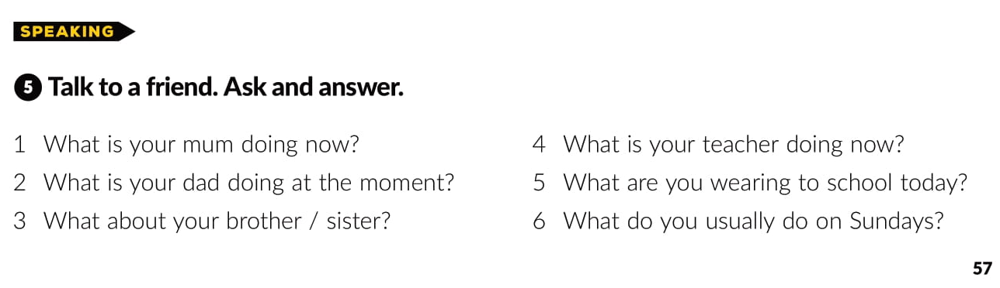 SPEAKING
5 Talk to a friend. Ask and answer.
1 What is your mum doing now?
2 What is your dad doing at the moment?
3 What about your brother / sister?
4 What is your teacher doing now?
5 What are you wearing to school today?
6 What do you usually do on Sundays?
57